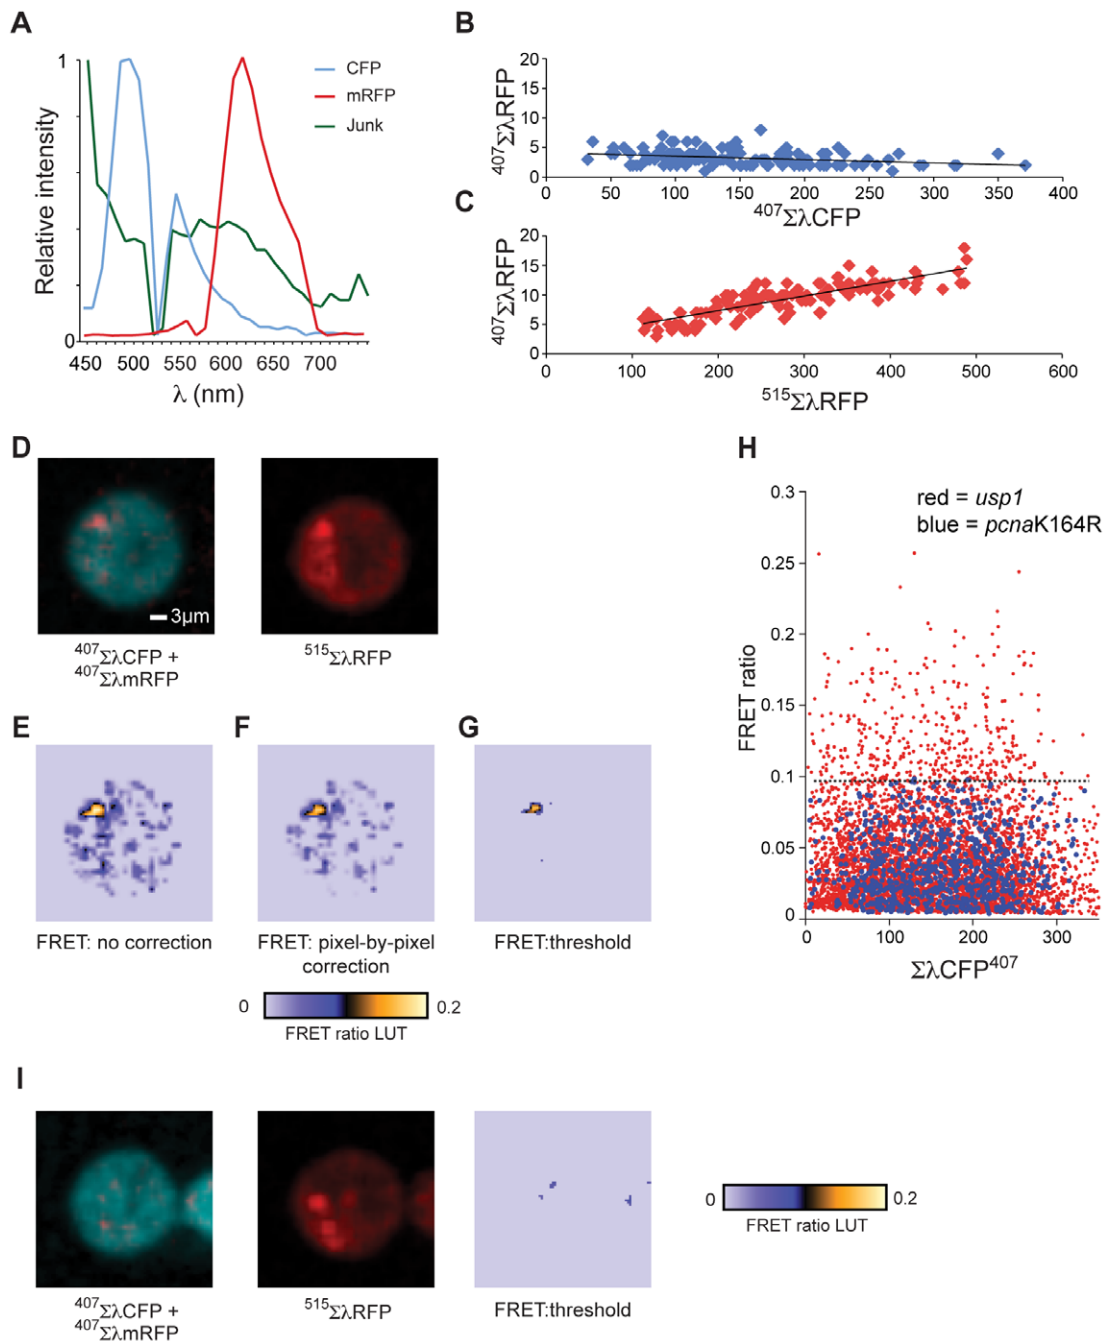 A
1
Relative intensity
0
450 500 550 600 700
λ (nm)
CFP
mRFP
Junk
B
⁴⁰⁷ΣλRFP
20
15
10
5
0
0 50 100 150 200 250 300 350 400
⁴⁰⁷ΣλCFP
C
⁴⁰⁷ΣλRFP
20
15
10
5
0
100 200 300 400 500 600
⁵¹⁵ΣλRFP
D
3µm
⁴⁰⁷ΣλCFP +
⁴⁰⁷ΣλmRFP
⁵¹⁵ΣλRFP
E
FRET: no correction
F
FRET: pixel-by-pixel
correction
G
FRET:threshold
0 0.2
FRET ratio LUT
H
red = usp1
blue = pcnaK164R
FRET ratio
0.3
0.25
0.2
0.15
0.1
0.05
0
0 100 200 300
ΣλCFP⁴⁰⁷
I
⁴⁰⁷ΣλCFP +
⁴⁰⁷ΣλmRFP
⁵¹⁵ΣλRFP
FRET:threshold
0 0.2
FRET ratio LUT